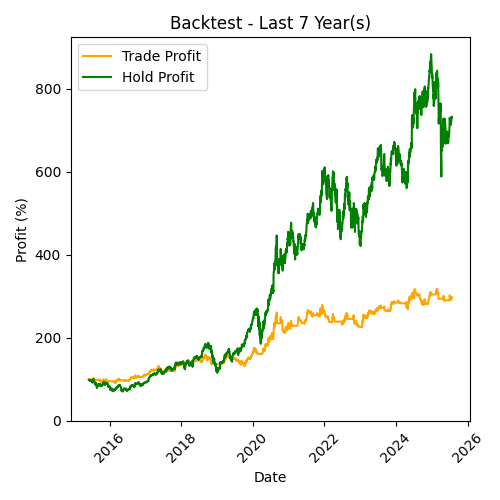 Backtest - Last 7 Year(s)
Trade Profit
Hold Profit
Profit (%)
800
600
400
200
0
2016
2018
2020
2022
2024
2026
Date